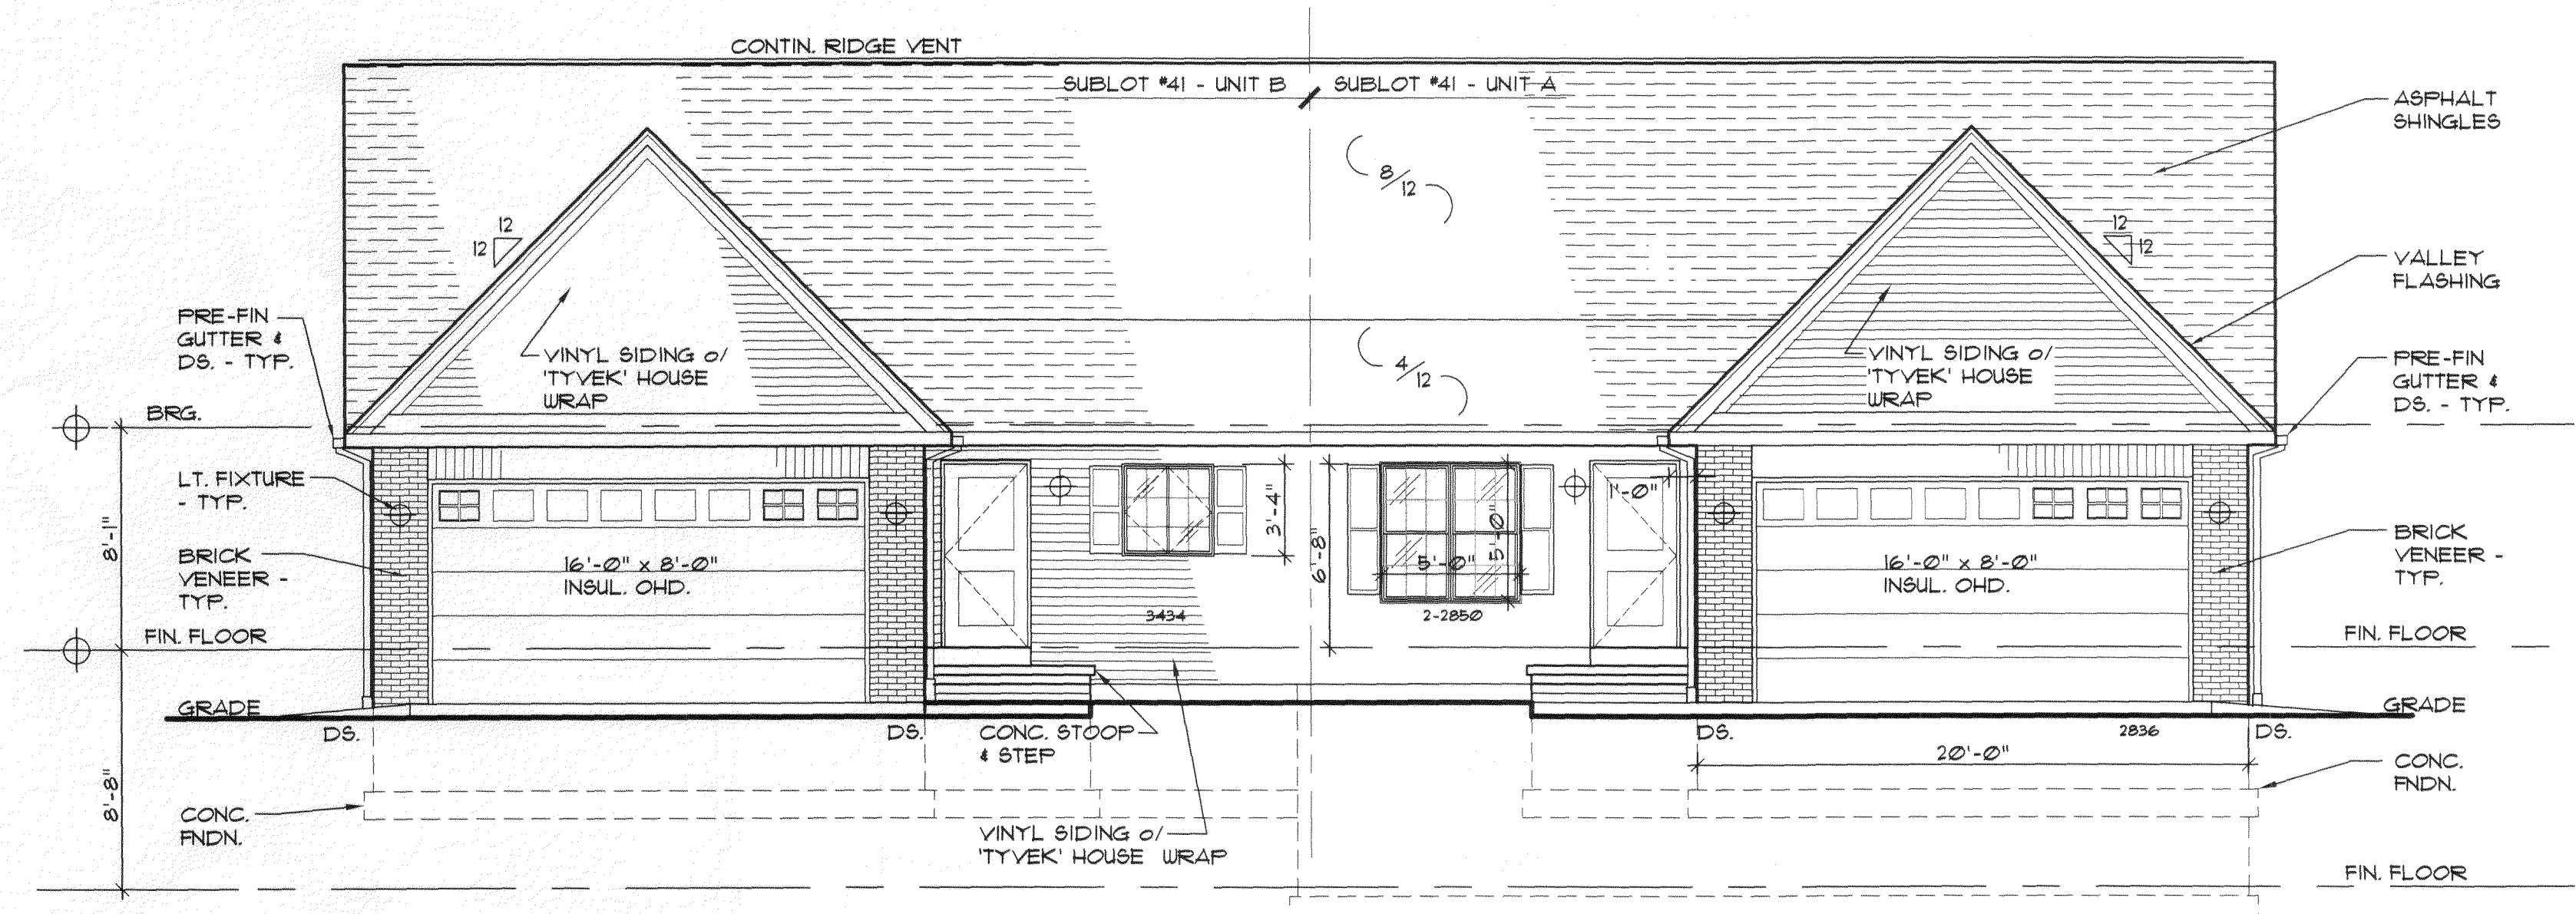 CONTIN. RIDGE VENT
SUBLOT #41 - UNIT B
SUBLOT #41 - UNIT A
ASPHALT
SHINGLES
8/12
12
12
12
12
VALLEY
FLASHING
PRE-FIN
GUTTER &
DS. - TYP.
VINYL SIDING o/
'TYVEK' HOUSE
WRAP
4/12
VINYL SIDING o/
'TYVEK' HOUSE
WRAP
PRE-FIN
GUTTER &
DS. - TYP.
BRG.
LT. FIXTURE
- TYP.
8'-1"
3'-4"
6'-8"
5'-0"
5'-0"
1'-0"
BRICK
VENEER -
TYP.
16'-0" x 8'-0"
INSUL. OHD.
16'-0" x 8'-0"
INSUL. OHD.
BRICK
VENEER -
TYP.
3434
2-2850
FIN. FLOOR
FIN. FLOOR
GRADE
GRADE
DS.
DS.
CONC. STOOP
& STEP
DS.
2836
DS.
20'-0"
8'-8"
CONC.
FNDN.
CONC.
FNDN.
VINYL SIDING o/
'TYVEK' HOUSE WRAP
FIN. FLOOR